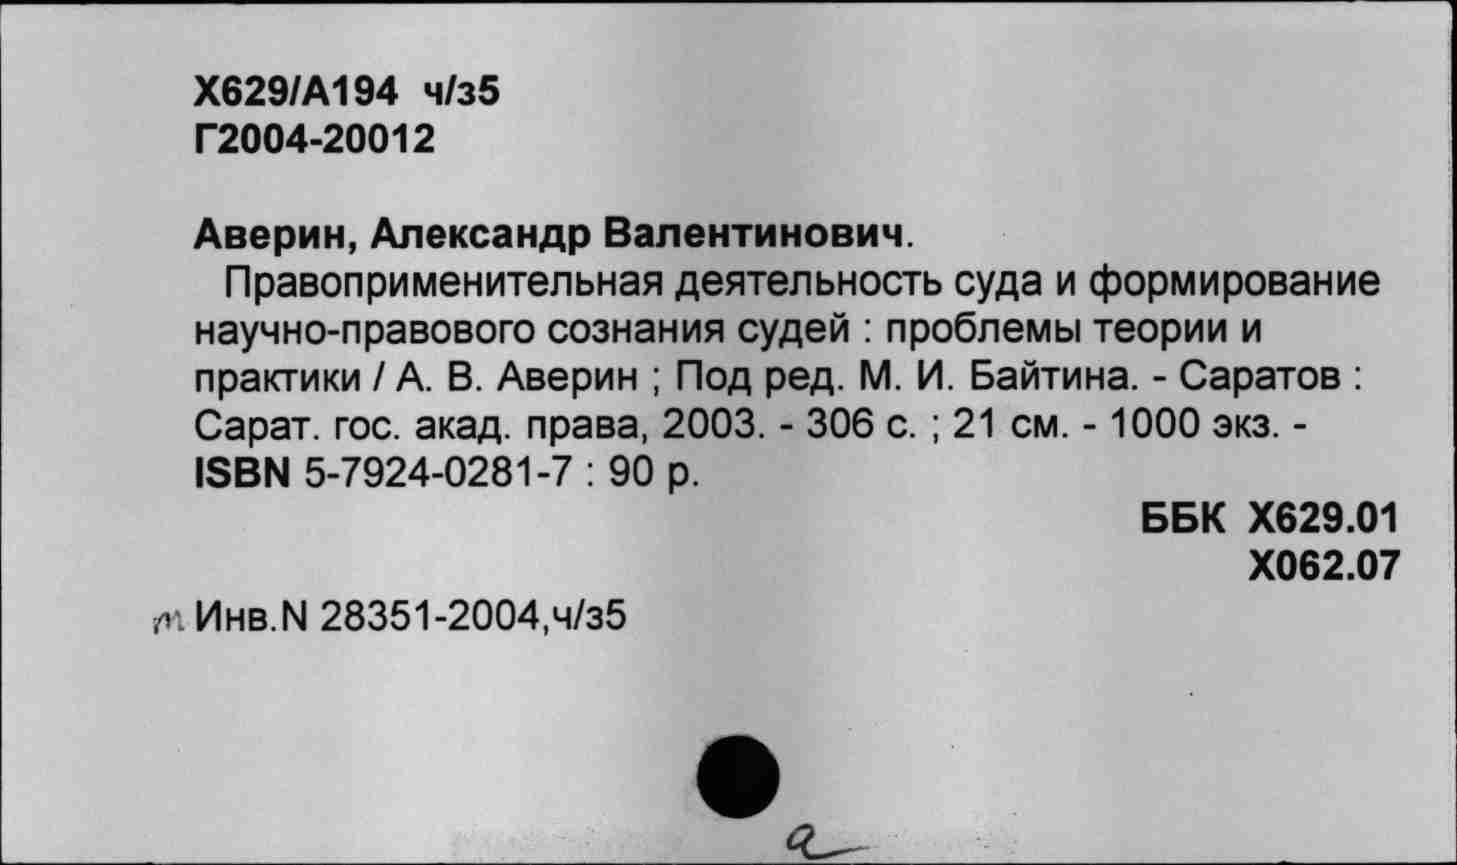 Х629/А194 ч/з5
Г2004-20012
Аверин, Александр Валентинович.
Правоприменительная деятельность суда и формирование
научно-правового сознания судей : проблемы теории и
практики / А. В. Аверин ; Под ред. М. И. Байтина. - Саратов :
Сарат. гос. акад. права, 2003. - 306 с. ; 21 см. - 1000 экз. -
ISBN 5-7924-0281-7 : 90 р.
ББК Х629.01
Х062.07
Инв.N 28351-2004,ч/з5
а